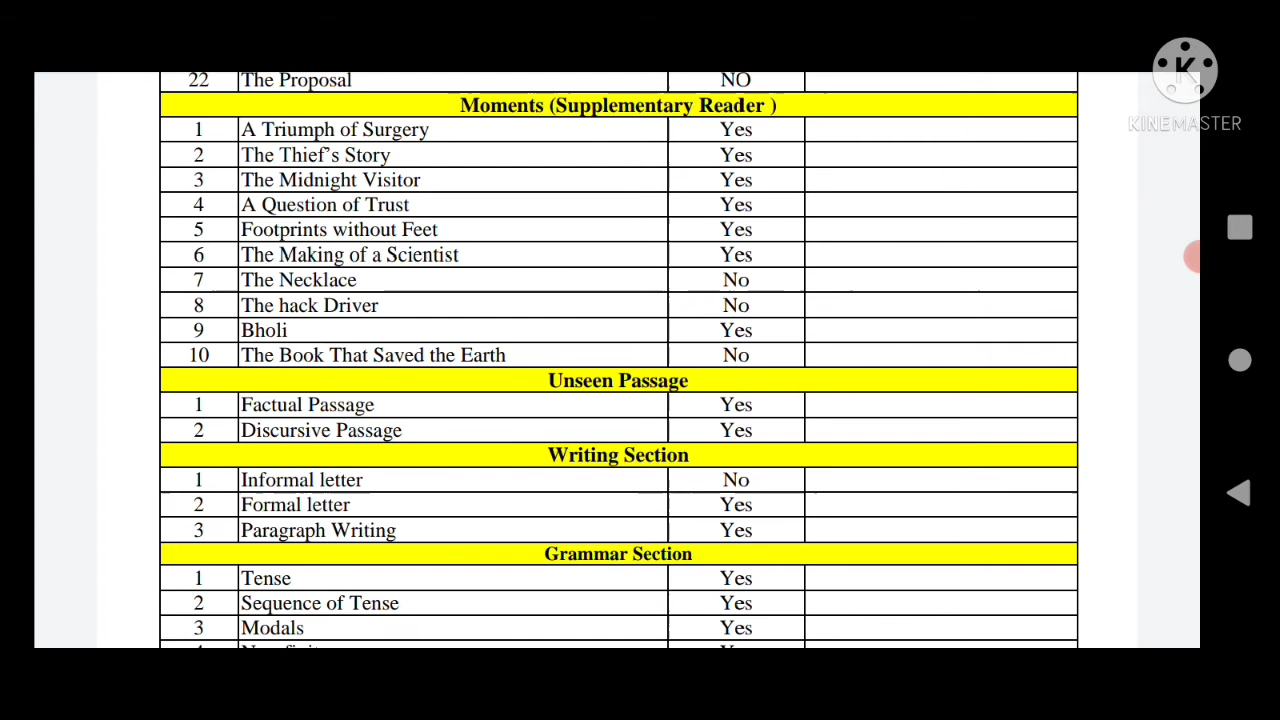 22 The Proposal NO
Moments (Supplementary Reader )
1 A Triumph of Surgery Yes
2 The Thief's Story Yes
3 The Midnight Visitor Yes
4 A Question of Trust Yes
5 Footprints without Feet Yes
6 The Making of a Scientist Yes
7 The Necklace No
8 The hack Driver No
9 Bholi Yes
10 The Book That Saved the Earth No
Unseen Passage
1 Factual Passage Yes
2 Discursive Passage Yes
Writing Section
1 Informal letter No
2 Formal letter Yes
3 Paragraph Writing Yes
Grammar Section
1 Tense Yes
2 Sequence of Tense Yes
3 Modals Yes
K
KINEMASTER